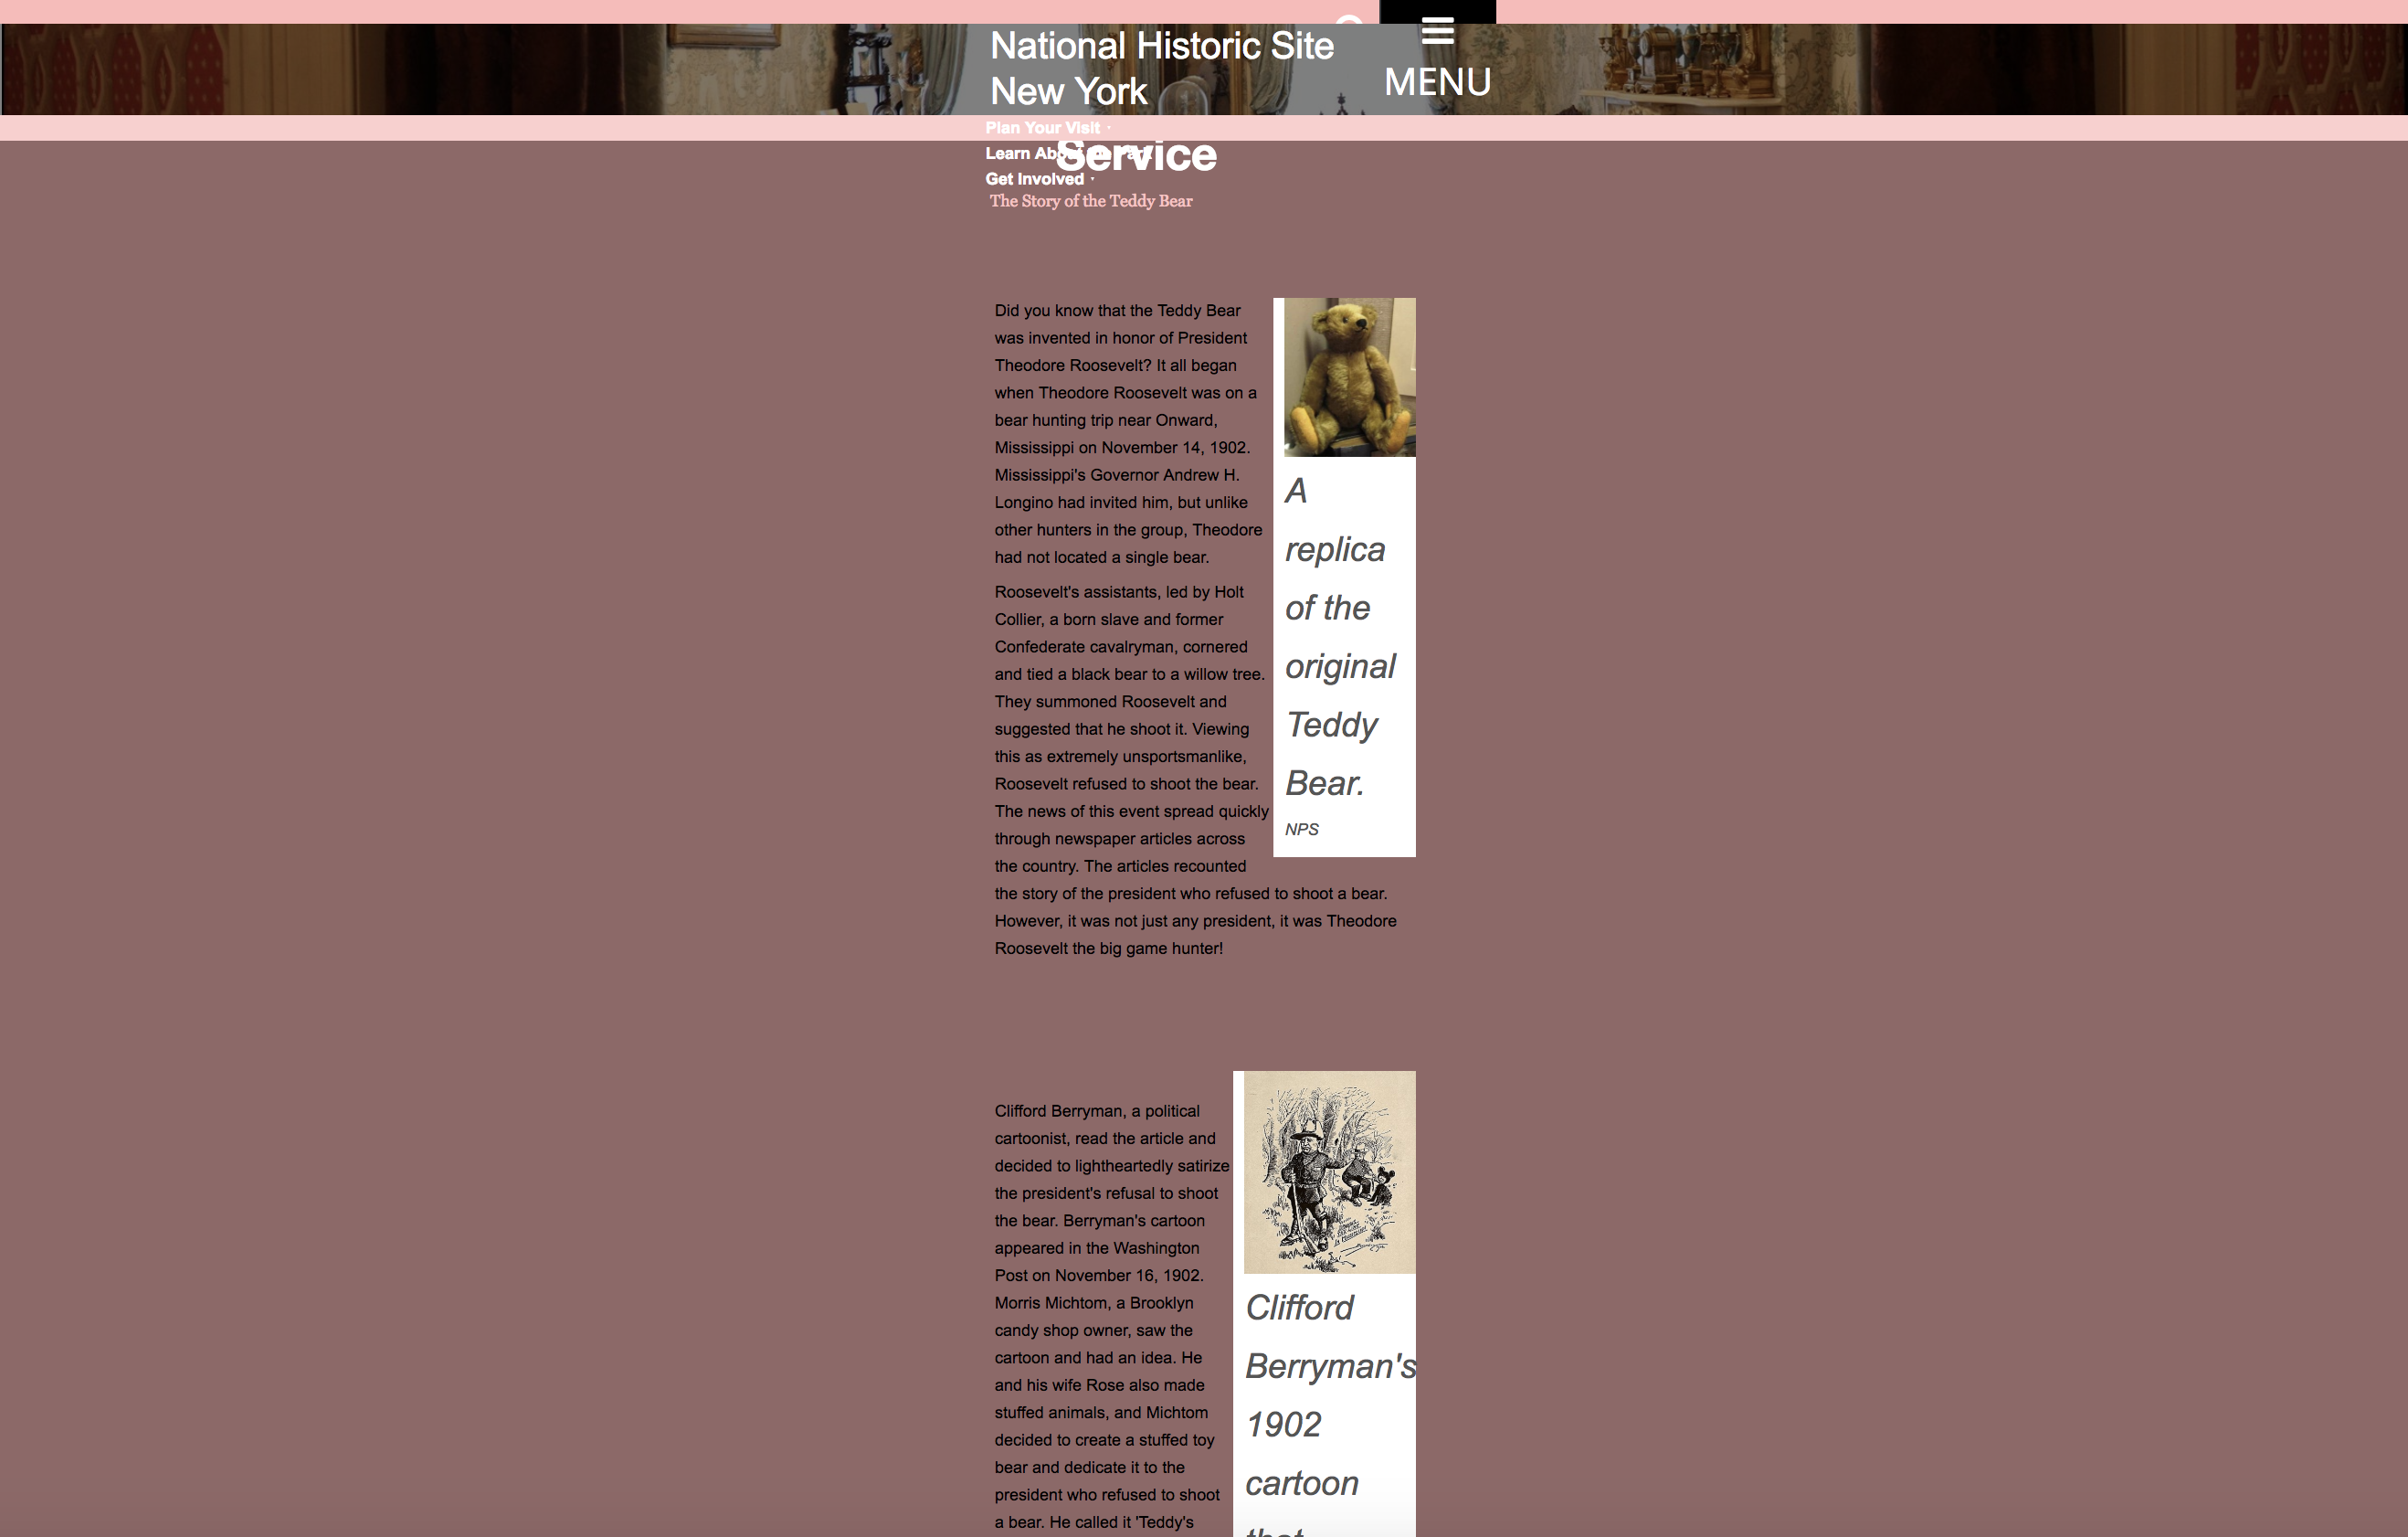 National Historic Site
New York
MENU
Plan Your Visit
Learn About
Service
Get Involved
The Story of the Teddy Bear
Did you know that the Teddy Bear
was invented in honor of President
Theodore Roosevelt? It all began
when Theodore Roosevelt was on a
bear hunting trip near Onward,
Mississippi on November 14, 1902.
Mississippi's Governor Andrew H.
Longino had invited him, but unlike
other hunters in the group, Theodore
had not located a single bear.
Roosevelt's assistants, led by Holt
Collier, a born slave and former
Confederate cavalryman, cornered
and tied a black bear to a willow tree.
They summoned Roosevelt and
suggested that he shoot it. Viewing
this as extremely unsportsmanlike,
Roosevelt refused to shoot the bear.
The news of this event spread quickly
through newspaper articles across
the country. The articles recounted
the story of the president who refused to shoot a bear.
However, it was not just any president, it was Theodore
Roosevelt the big game hunter!
A
replica
of the
original
Teddy
Bear.
NPS
Clifford Berryman, a political
cartoonist, read the article and
decided to lightheartedly satirize
the president's refusal to shoot
the bear. Berryman's cartoon
appeared in the Washington
Post on November 16, 1902.
Morris Michtom, a Brooklyn
candy shop owner, saw the
cartoon and had an idea. He
and his wife Rose also made
stuffed animals, and Michtom
decided to create a stuffed toy
bear and dedicate it to the
president who refused to shoot
a bear. He called it 'Teddy's
Clifford
Berryman's
1902
cartoon
that